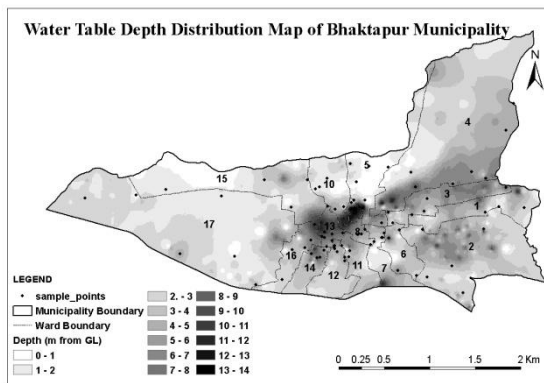 Water Table Depth Distribution Map of Bhaktapur Municipality
N
4
5
15
10
3
1
17
13
8
2
16
6
14
12
11
7
LEGEND
sample_points
Municipality Boundary
Ward Boundary
Depth (m from GL)
0 - 1
1 - 2
2. - 3
3 - 4
4 - 5
5 - 6
6 - 7
7 - 8
8 - 9
9 - 10
10 - 11
11 - 12
12 - 13
13 - 14
0 0.25 0.5 1 1.5 2 Km